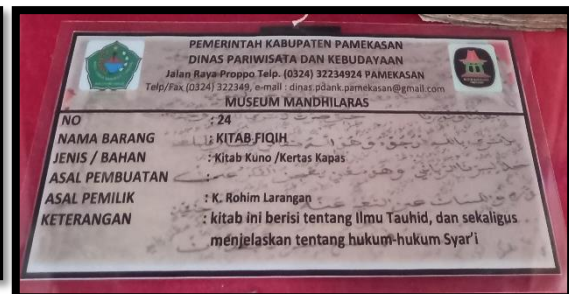 PEMERINTAH KABUPATEN PAMEKASAN
DINAS PARIWISATA DAN KEBUDAYAAN
Jalan Raya Proppo Telp. (0324) 32234924 PAMEKASAN
Telp/Fax (0324) 322349, e-mail : dinas.pdank.pamekasan@gmail.com
MUSEUM MANDHILARAS
NO : 24
NAMA BARANG : KITAB FIQIH
JENIS / BAHAN : Kitab Kuno /Kertas Kapas
ASAL PEMBUATAN :
ASAL PEMILIK : K. Rohim Larangan
KETERANGAN : kitab ini berisi tentang Ilmu Tauhid, dan sekaligus
menjelaskan tentang hukum-hukum Syar'i